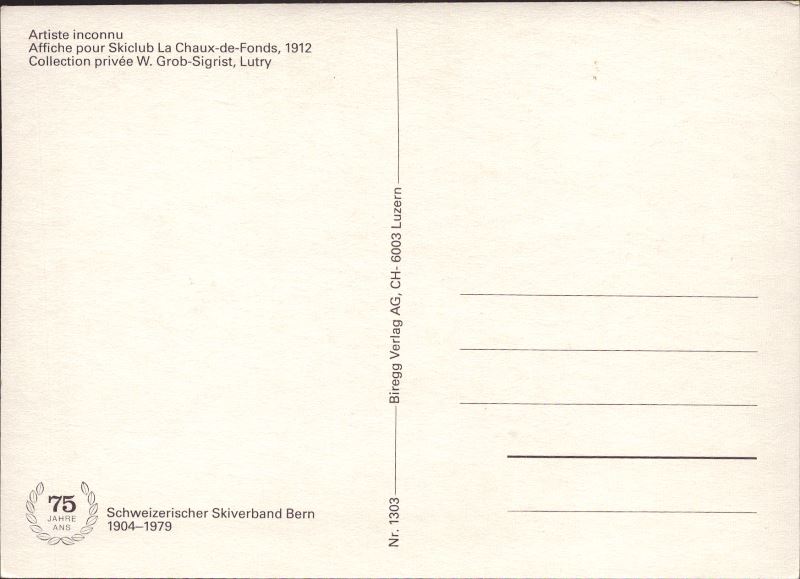 Artiste inconnu
Affiche pour Skiclub La Chaux-de-Fonds, 1912
Collection privée W. Grob-Sigrist, Lutry
Nr. 1303
Biregg Verlag AG, CH- 6003 Luzern
75
JAHRE
ANS
Schweizerischer Skiverband Bern
1904–1979